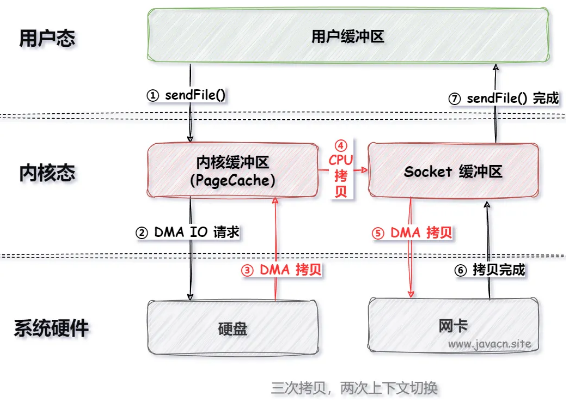 用户态
用户缓冲区
① sendFile()
⑦ sendFile() 完成
内核态
内核缓冲区
(PageCache)
④
CPU
拷
贝
Socket 缓冲区
② DMA IO 请求
③ DMA 拷贝
⑤ DMA 拷贝
⑥ 拷贝完成
系统硬件
硬盘
网卡
www.javacn.site
三次拷贝，两次上下文切换